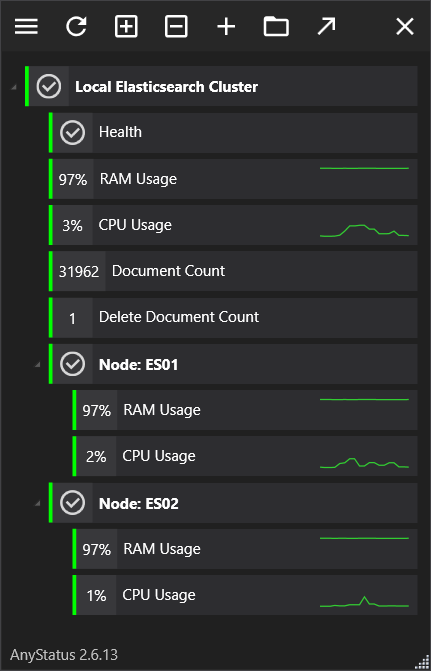 Local Elasticsearch Cluster
Health
97% RAM Usage
3% CPU Usage
31962 Document Count
1 Delete Document Count
Node: ES01
97% RAM Usage
2% CPU Usage
Node: ES02
97% RAM Usage
1% CPU Usage
AnyStatus 2.6.13